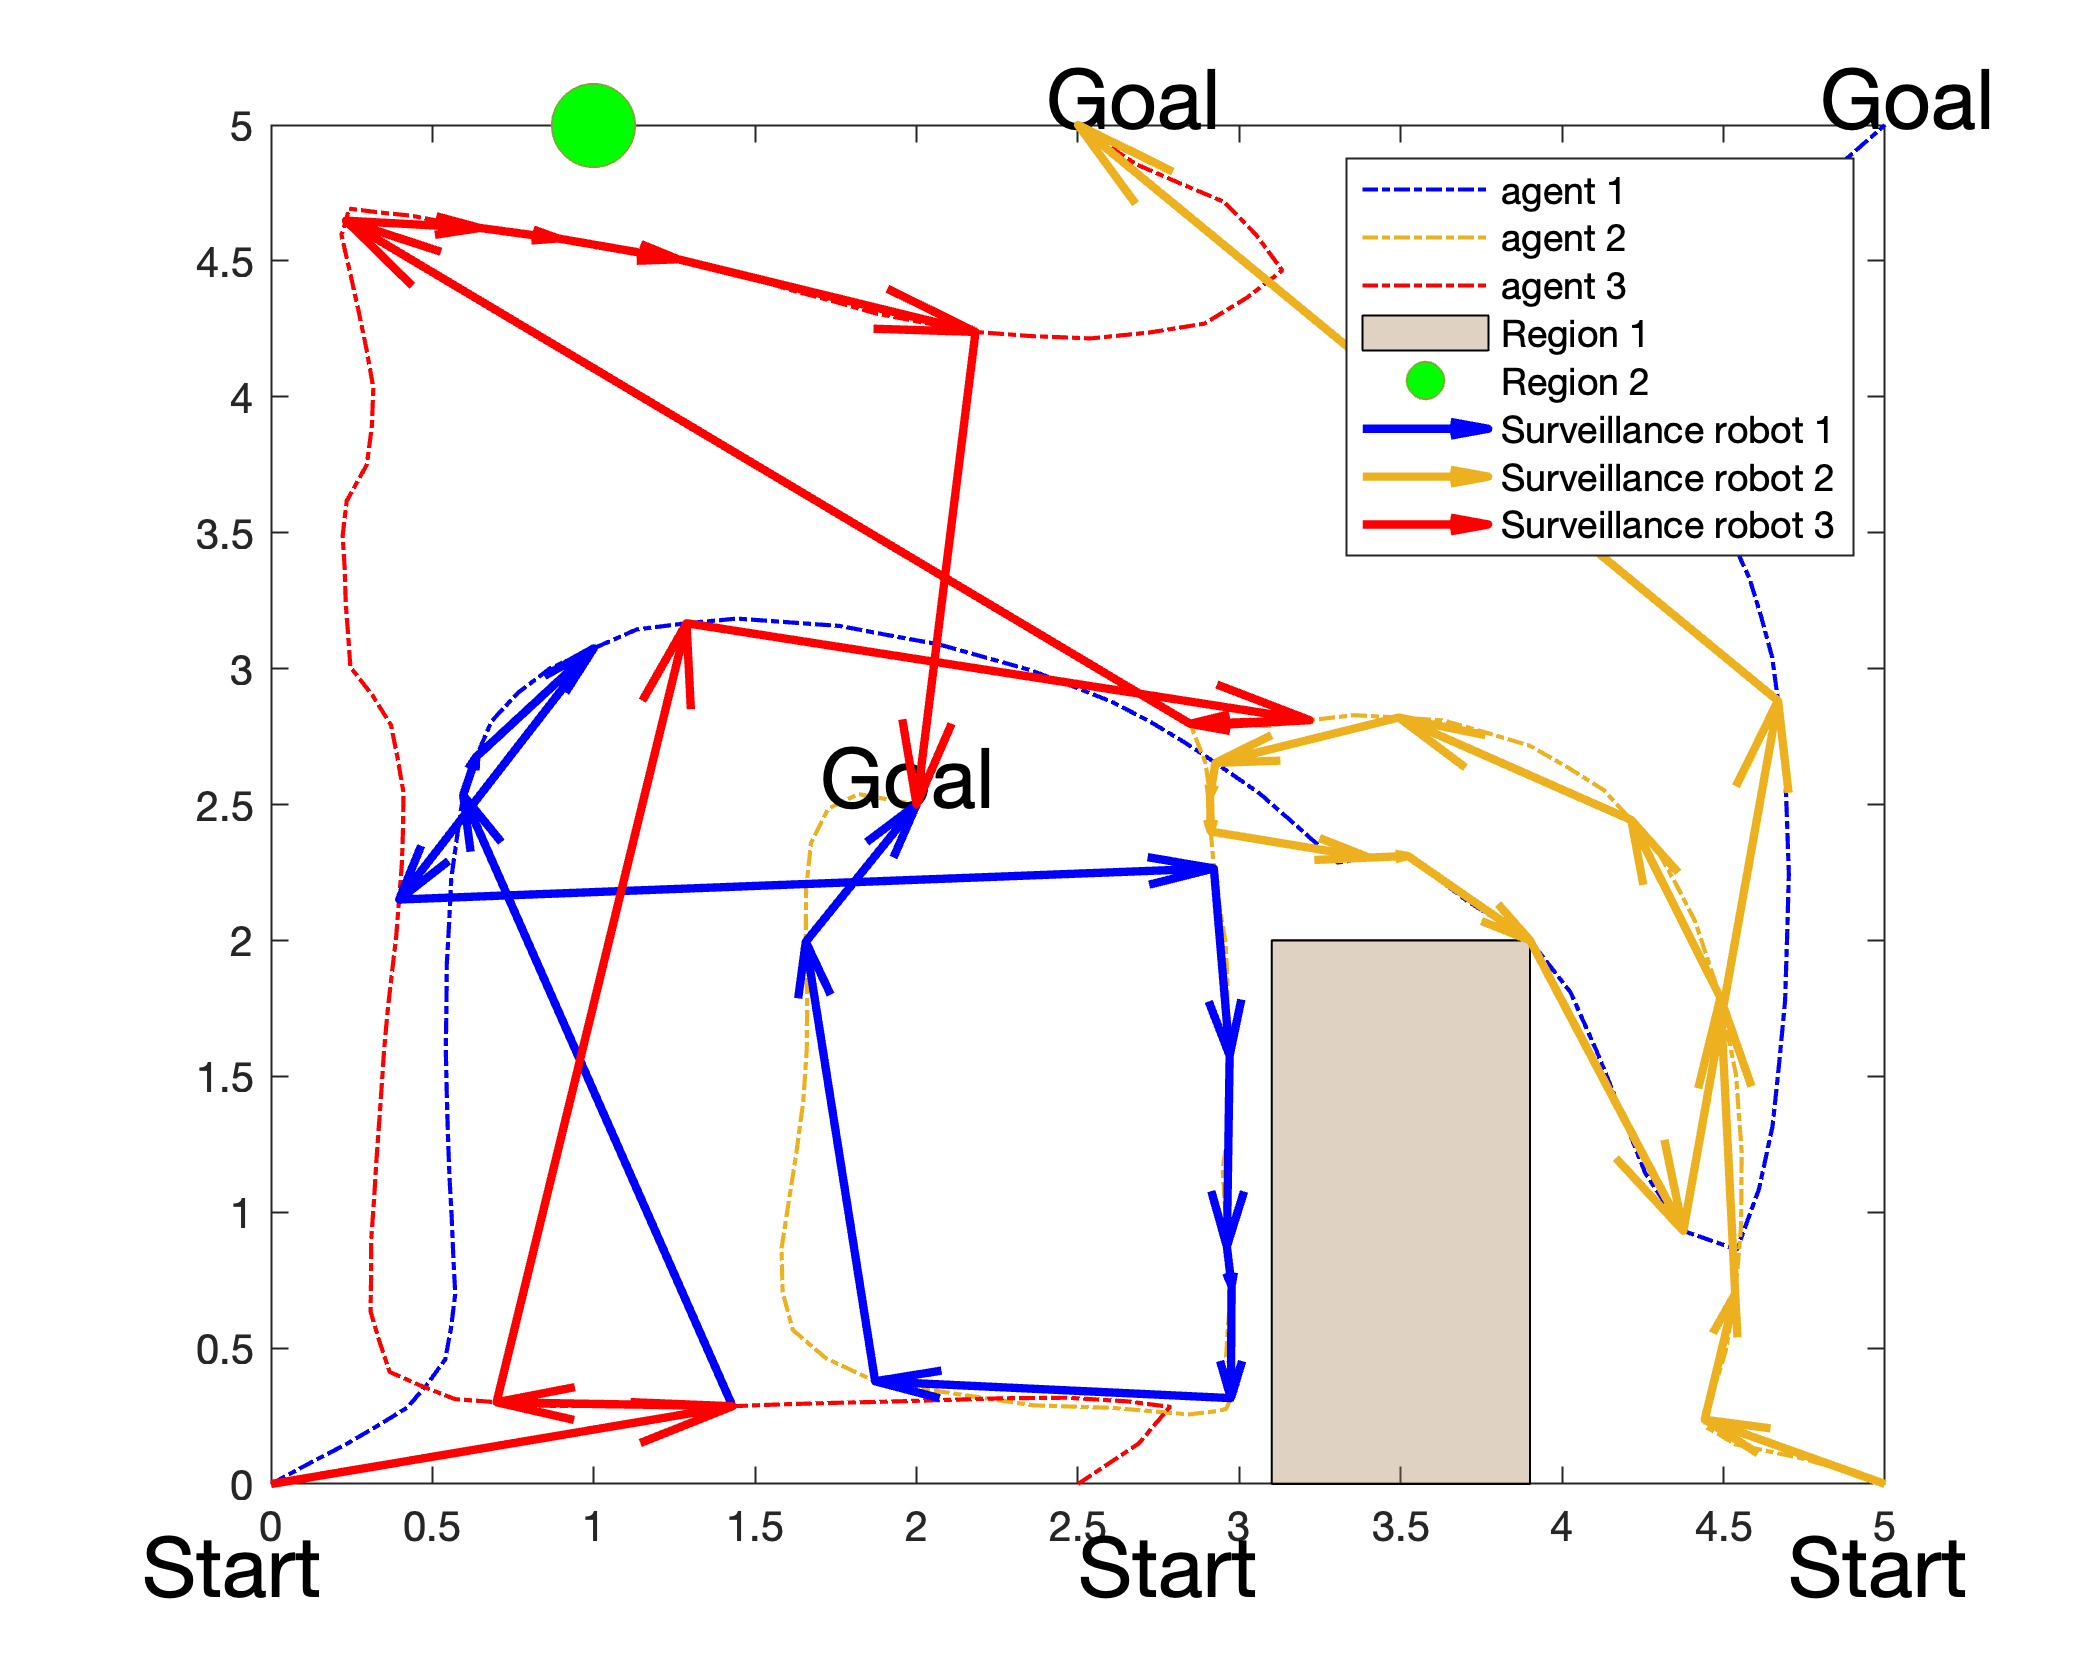 Goal
Goal
agent 1
agent 2
agent 3
Region 1
Region 2
Surveillance robot 1
Surveillance robot 2
Surveillance robot 3
Goal
5
4.5
4
3.5
3
2.5
2
1.5
1
0.5
0
0 0.5 1 1.5 2 2.5 3 3.5 4 4.5 5
Start Start Start